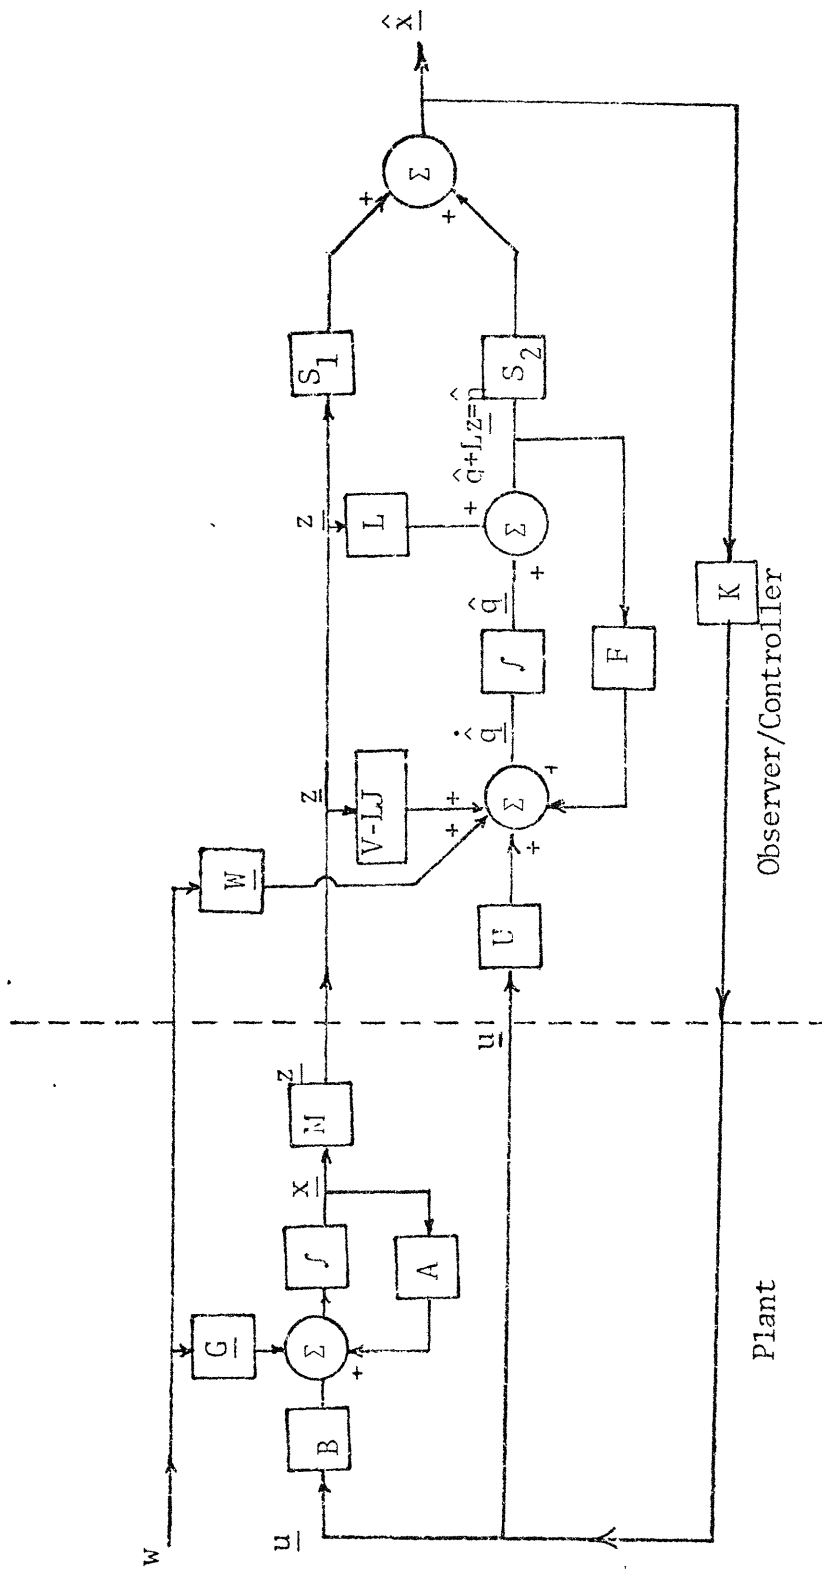 w
G
W
u
B
Σ
+
∫
x
M
z
z
z
S1
+
A
V-LJ
L
+
+
+
u
U
+
Σ
+
q̇̂
∫
q̂
+
Σ
q̂+Lz=
S2
+
Σ
x̂
F
K
Plant
Observer/Controller